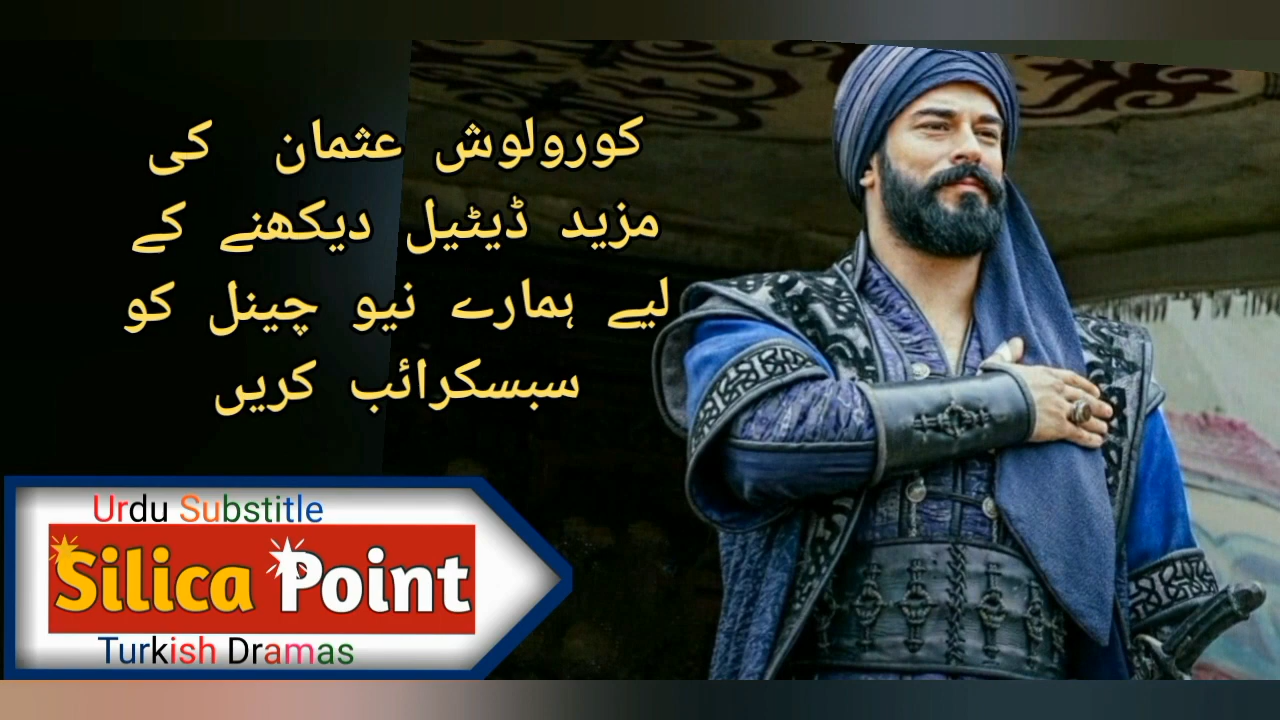 کورولوش عثمان کی
مزید ڈیٹیل دیکھنے کے
لیے ہمارے نیو چینل کو
سبسکرائب کریں
Urdu Substitle
Silica Point
Turkish Dramas